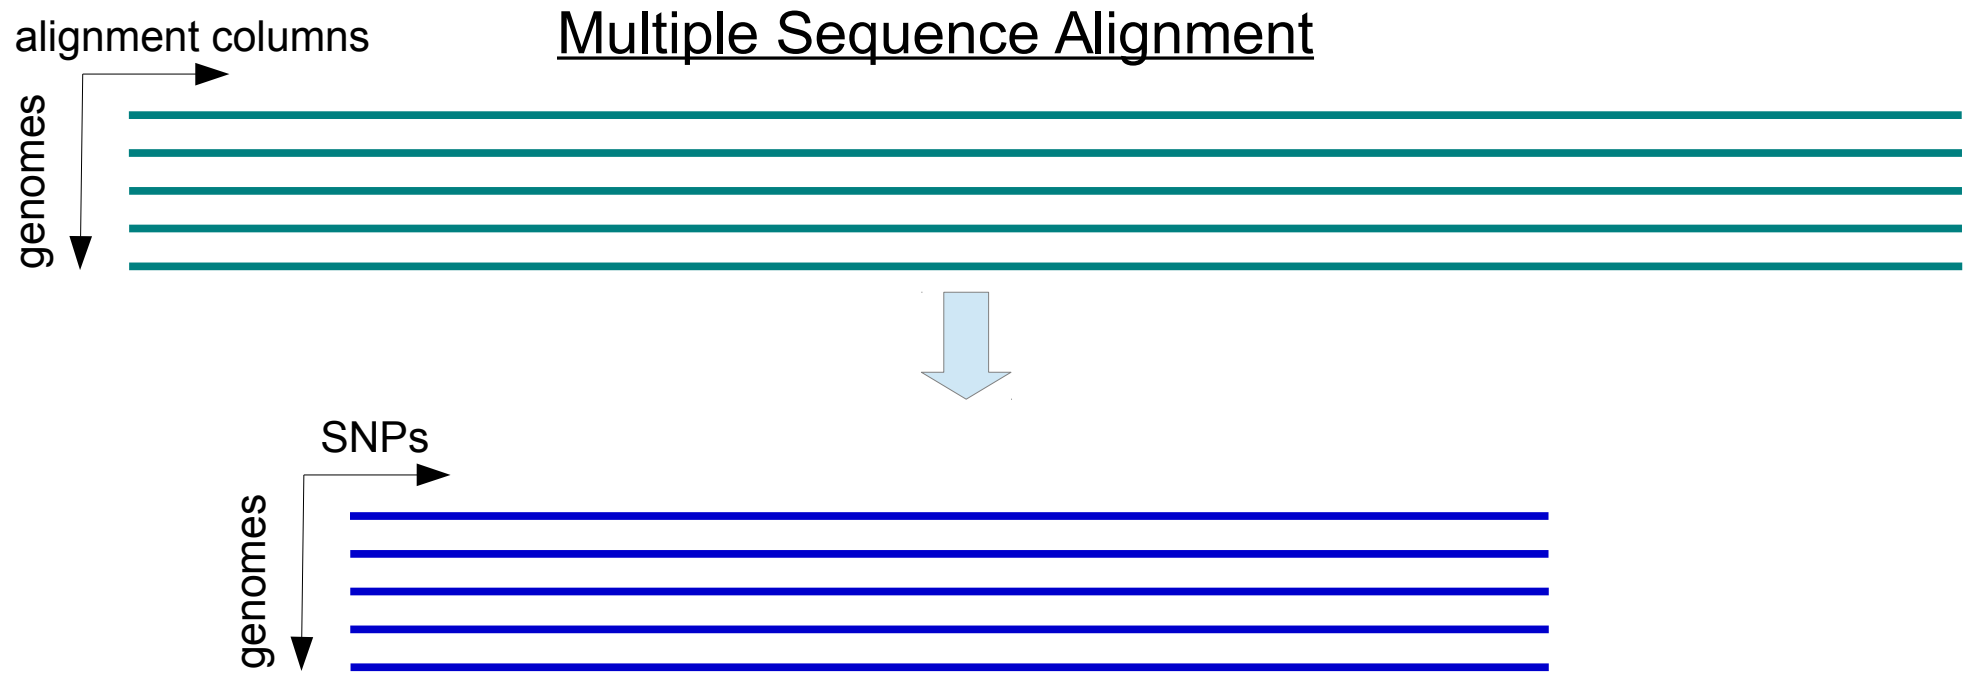 alignment columns
Multiple Sequence Alignment
genomes
SNPs
genomes